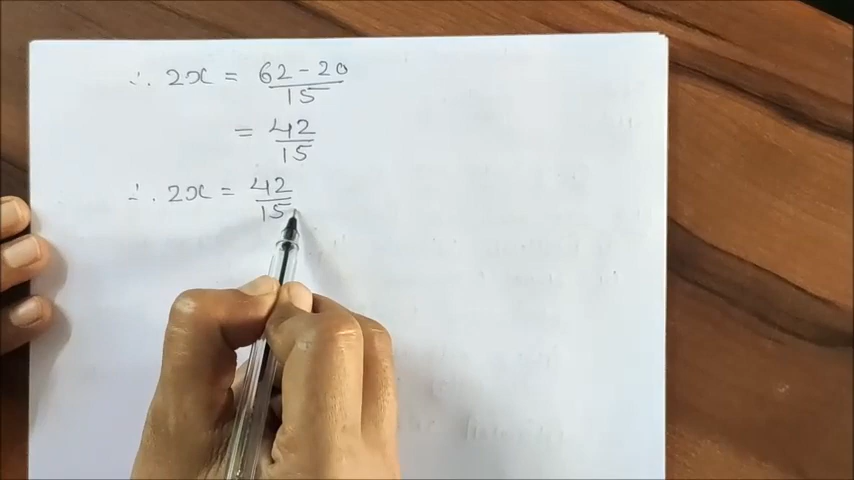 ∴ 2x = 62 - 20 / 15
= 42 / 15
∴ 2x = 42 / 15